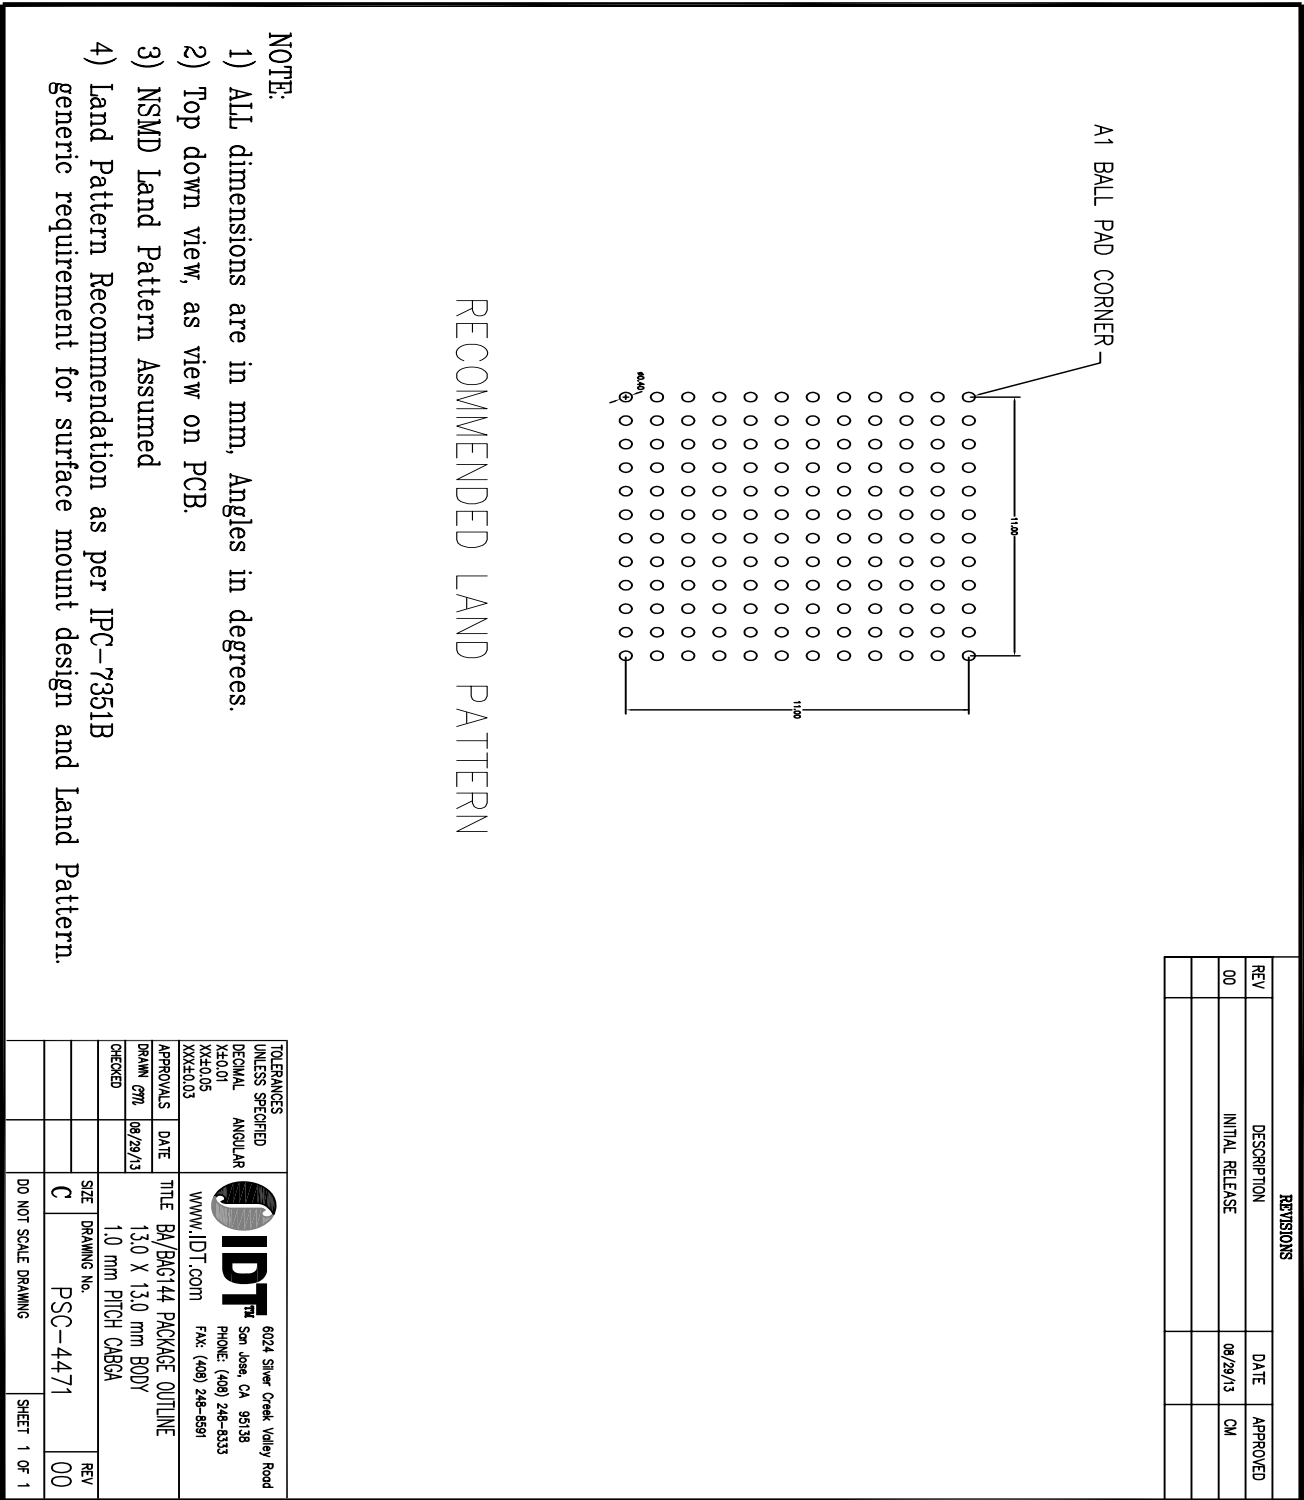 REVISIONS
REV DESCRIPTION DATE APPROVED
00 INITIAL RELEASE 08/29/13 CM
A1 BALL PAD CORNER
11.00
11.00
ø0.40
RECOMMENDED LAND PATTERN
NOTE:
1) ALL dimensions are in mm, Angles in degrees.
2) Top down view, as view on PCB.
3) NSMD Land Pattern Assumed
4) Land Pattern Recommendation as per IPC-7351B
generic requirement for surface mount design and Land Pattern.
TOLERANCES
UNLESS SPECIFIED
DECIMAL ANGULAR
X±0.01
XX±0.05
XXX±0.03
APPROVALS DATE
DRAWN cm 08/29/13
CHECKED
IDT™
www.IDT.com
6024 Silver Creek Valley Road
San Jose, CA 95138
PHONE: (408) 248-8333
FAX: (408) 248-8591
TITLE BA/BAG144 PACKAGE OUTLINE
13.0 X 13.0 mm BODY
1.0 mm PITCH CABGA
SIZE DRAWING No. REV
C PSC-4471 00
DO NOT SCALE DRAWING SHEET 1 OF 1